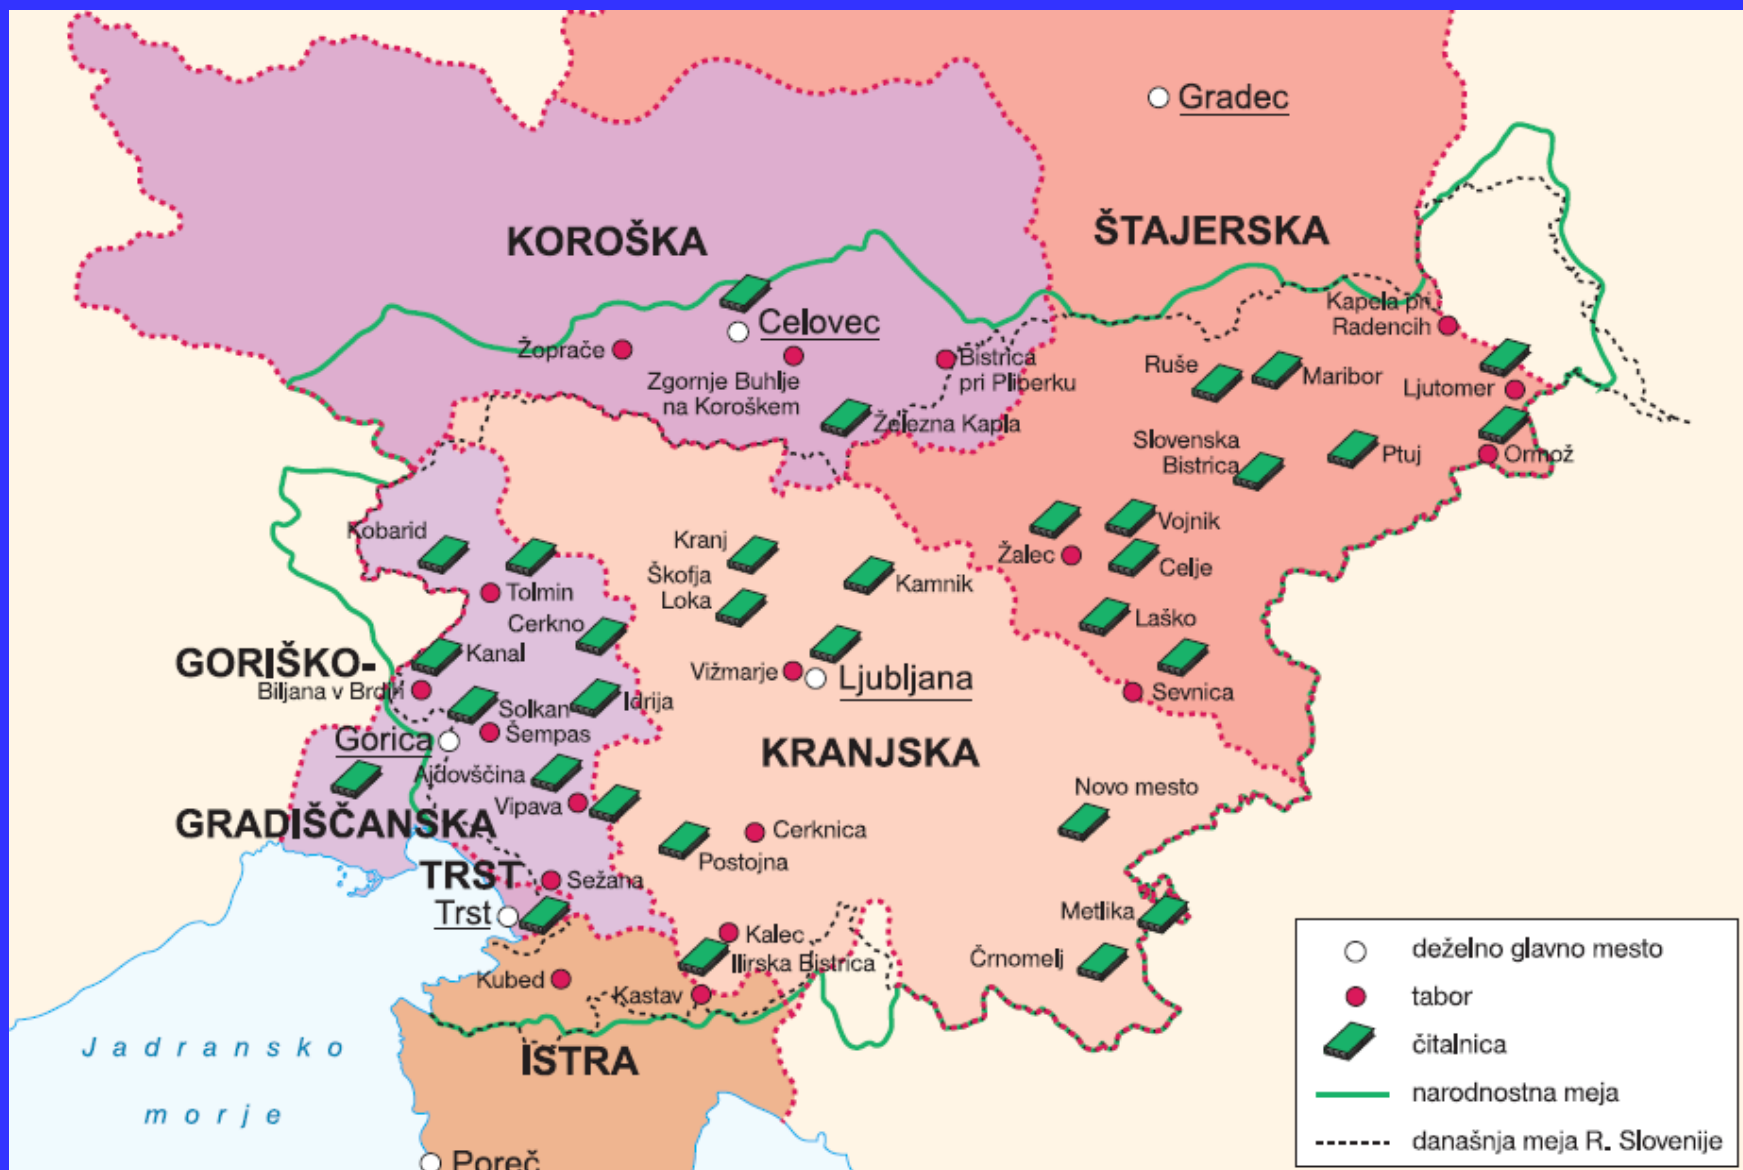 Gradec
KOROŠKA
ŠTAJERSKA
Celovec
Žoprače
Zgornje Buhlje
na Koroškem
Bistrica
pri Pliberku
Železna Kapla
Kapela pri
Radencih
Ruše
Maribor
Ljutomer
Slovenska
Bistrica
Ptuj
Ormož
Kobarid
Tolmin
Cerkno
Kranj
Škofja
Loka
Kamnik
Žalec
Vojnik
Celje
Laško
Sevnica
GORIŠKO-
Kanal
Biljana v Brdih
Solkan
Idrija
Šempas
Gorica
Ajdovščina
Vipava
GRADIŠČANSKA
Vižmarje
Ljubljana
KRANJSKA
Novo mesto
Cerknica
Postojna
TRST
Sežana
Trst
Metlika
Kalec
Ilirska Bistrica
Črnomelj
Kubed
Kastav
ISTRA
Jadransko
morje
Poreč
deželno glavno mesto
tabor
čitalnica
narodnostna meja
današnja meja R. Slovenije